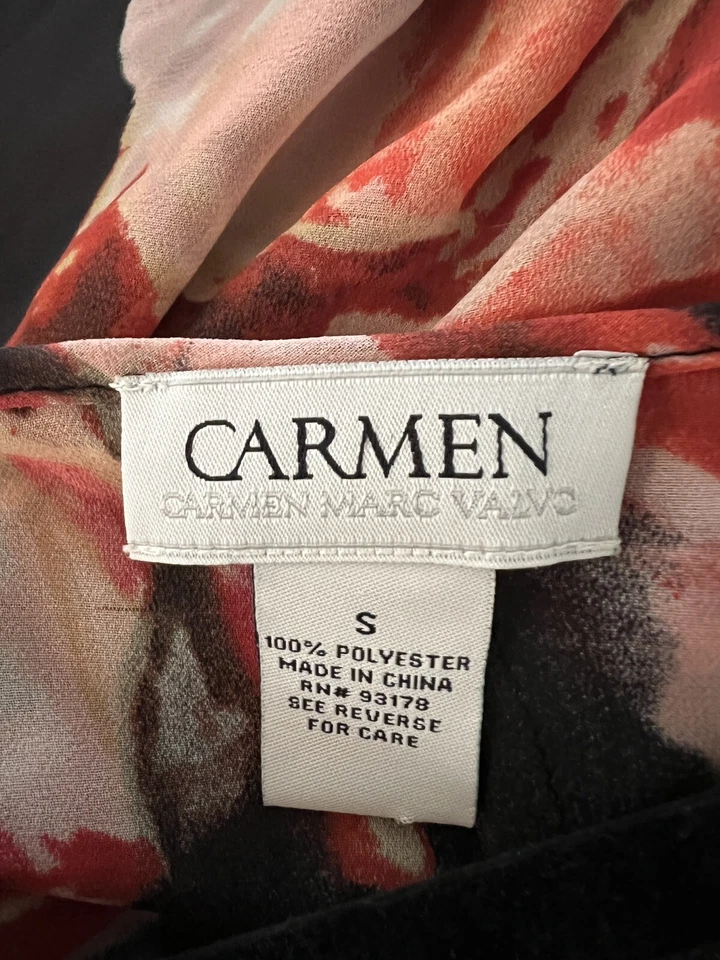 CARMEN
CARMEN MARC VALVO
S
100% POLYESTER
MADE IN CHINA
RN# 93178
SEE REVERSE
FOR CARE